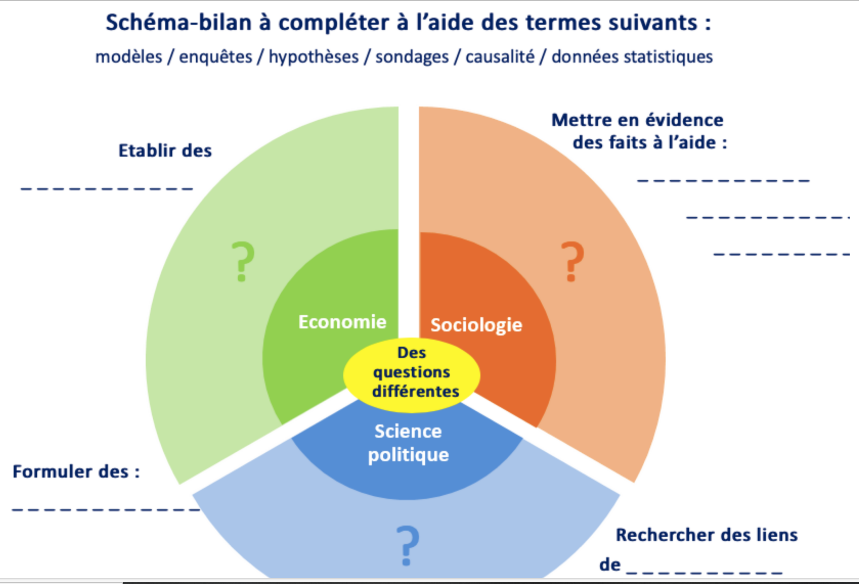 Schéma-bilan à compléter à l’aide des termes suivants :
modèles / enquêtes / hypothèses / sondages / causalité / données statistiques
Etablir des
_ _ _ _ _ _ _ _ _ _ _
Mettre en évidence
des faits à l’aide :
_ _ _ _ _ _ _ _ _ _ _
_ _ _ _ _ _ _ _ _ _ _
_ _ _ _ _ _ _ _ _
?
?
Economie
Sociologie
Des
questions
différentes
Science
politique
Formuler des :
_ _ _ _ _ _ _ _ _ _ _ _
?
Rechercher des liens
de _ _ _ _ _ _ _ _ _ _